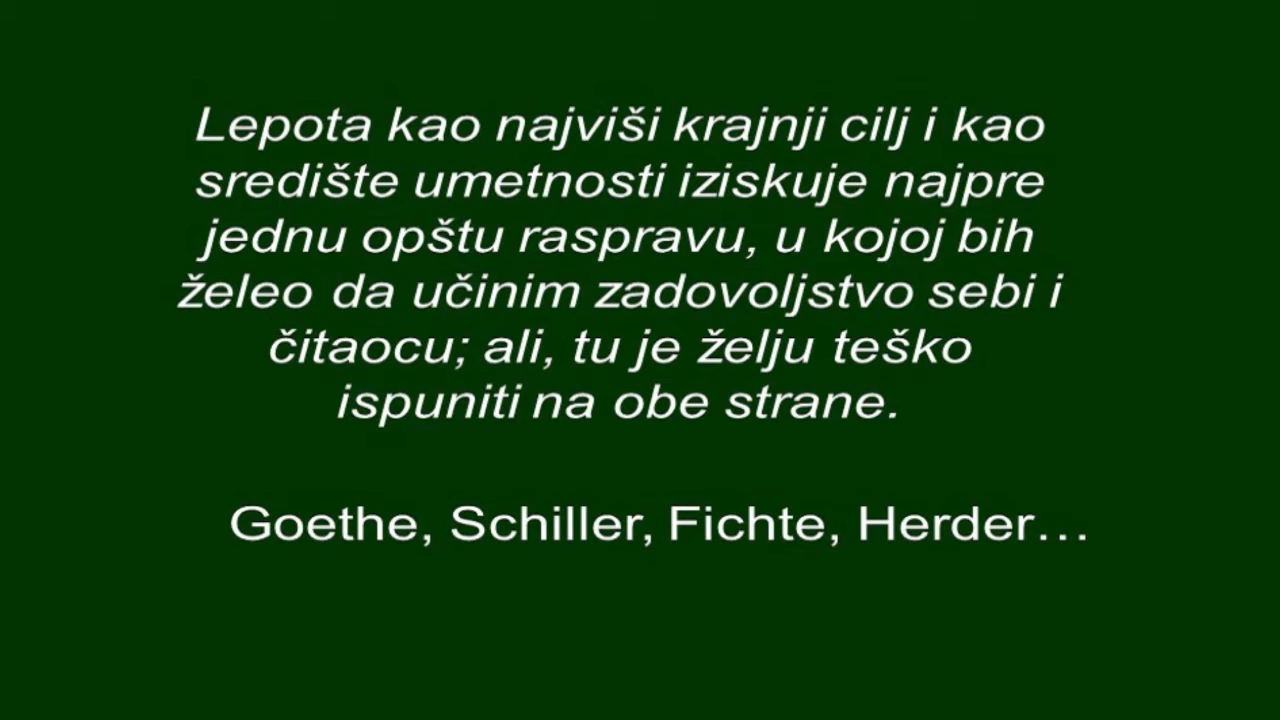 Lepota kao najviši krajnji cilj i kao
središte umetnosti iziskuje najpre
jednu opštu raspravu, u kojoj bih
želeo da učinim zadovoljstvo sebi i
čitaocu; ali, tu je želju teško
ispuniti na obe strane.
Goethe, Schiller, Fichte, Herder…